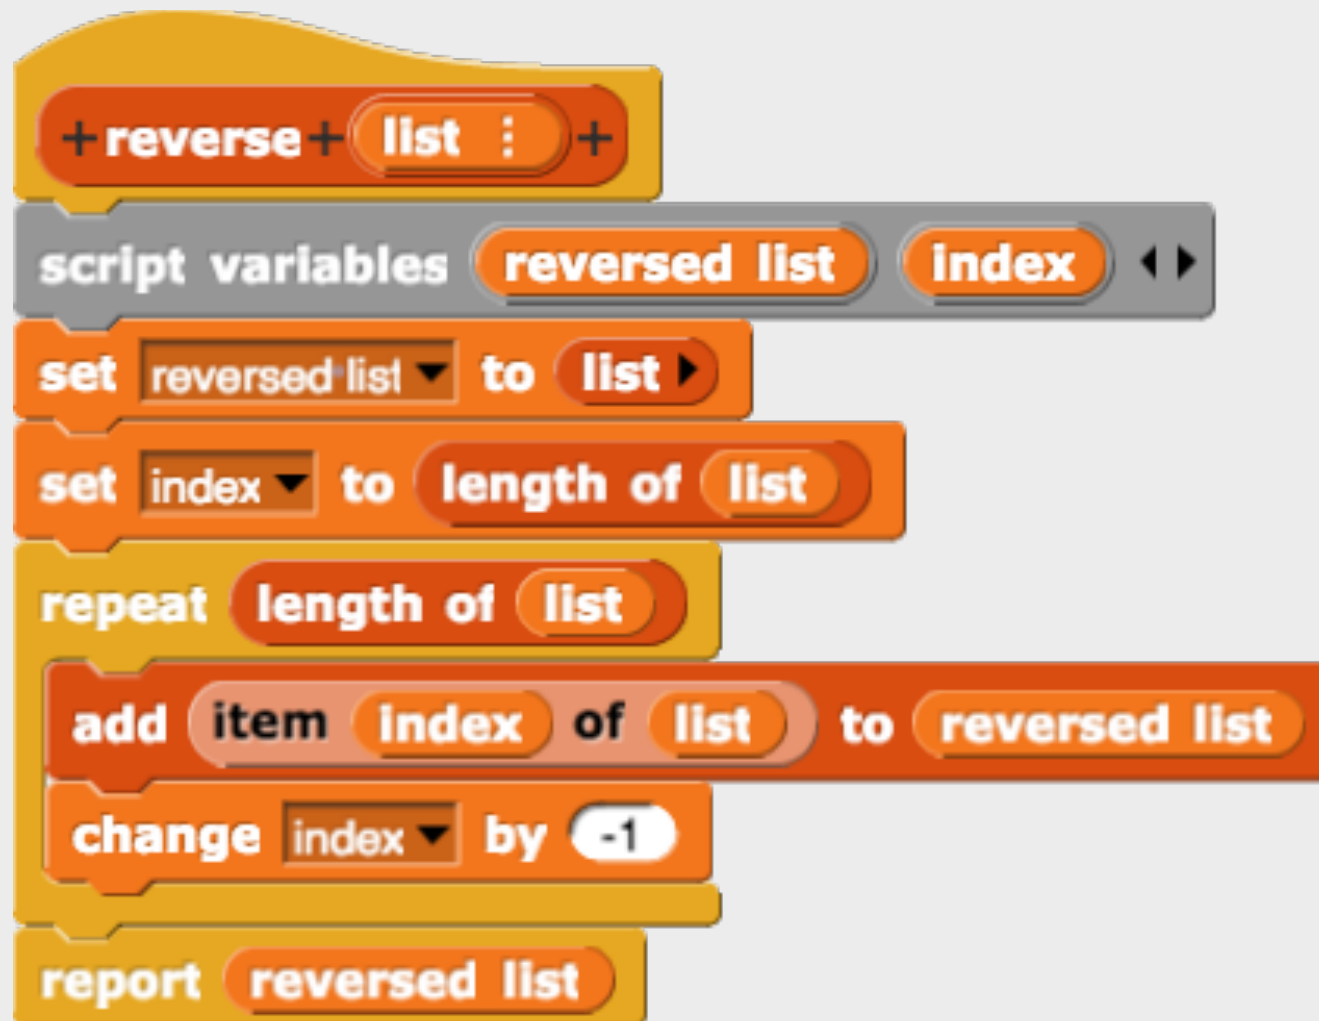 +reverse+ list ⋮ +
script variables reversed list index
set reversed list to list
set index to length of list
repeat length of list
add item index of list to reversed list
change index by -1
report reversed list